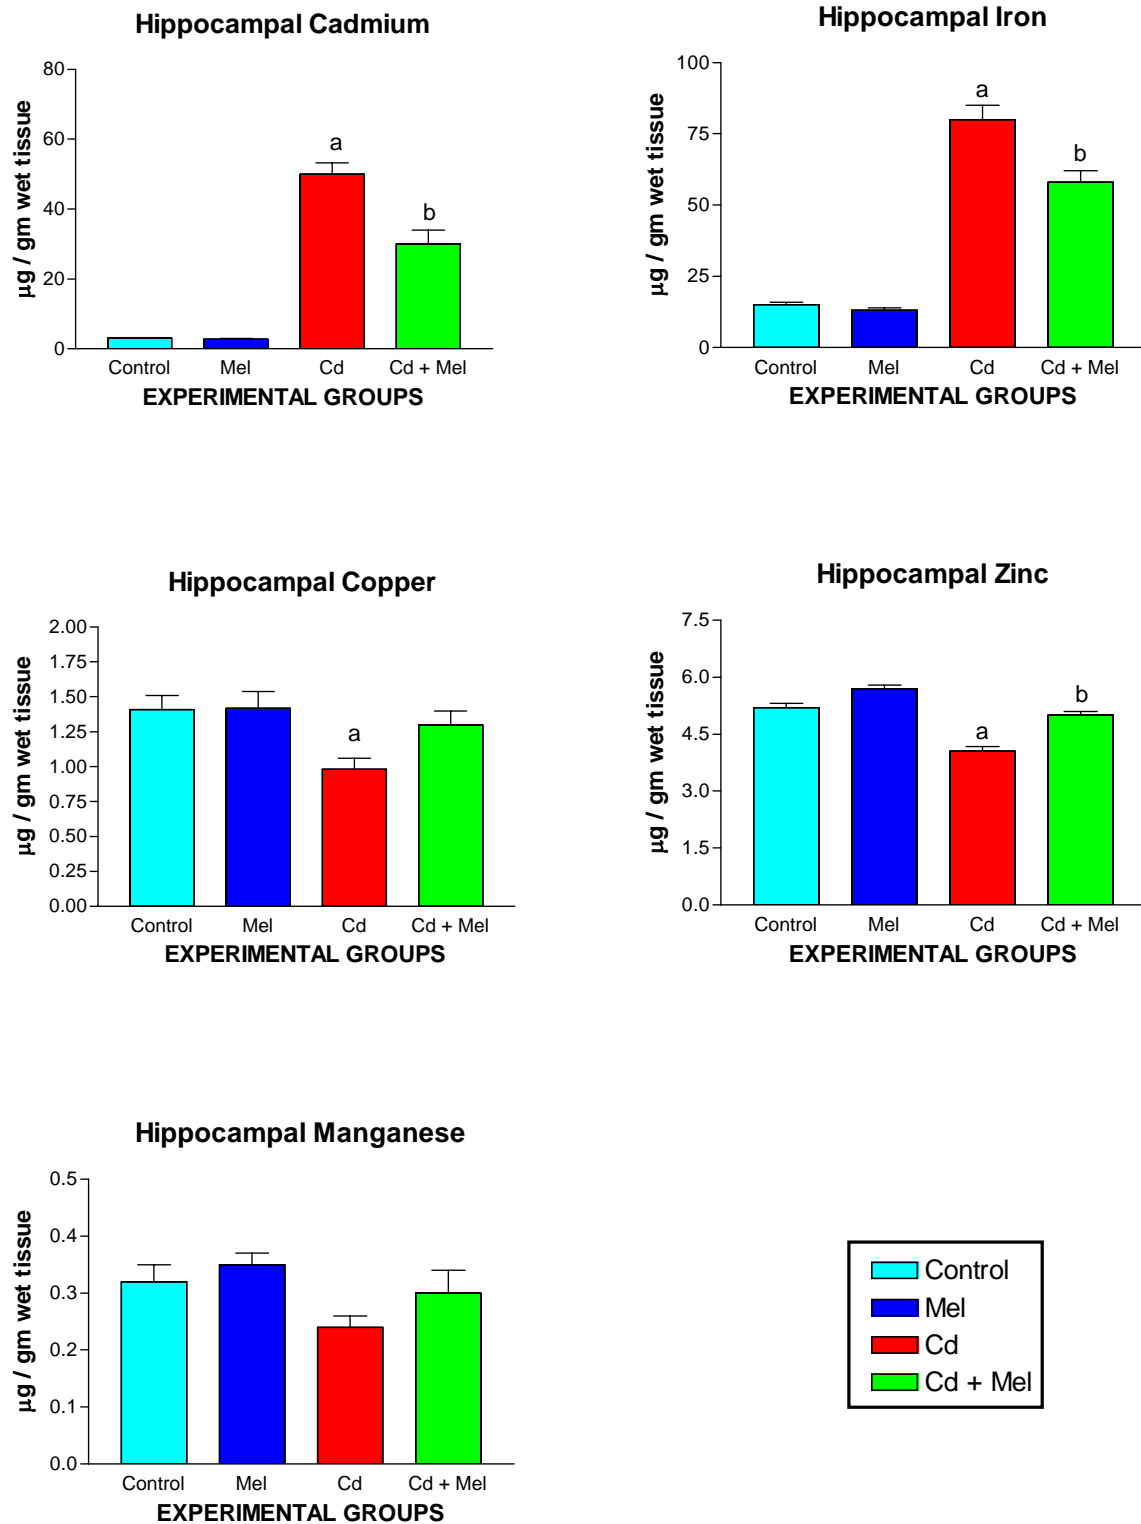 Hippocampal Cadmium
80
60
40
20
0
µg / gm wet tissue
a
b
Control Mel Cd Cd + Mel
EXPERIMENTAL GROUPS
Hippocampal Iron
100
75
50
25
0
µg / gm wet tissue
a
b
Control Mel Cd Cd + Mel
EXPERIMENTAL GROUPS
Hippocampal Copper
2.00
1.75
1.50
1.25
1.00
0.75
0.50
0.25
0.00
µg / gm wet tissue
a
Control Mel Cd Cd + Mel
EXPERIMENTAL GROUPS
Hippocampal Zinc
7.5
6.0
4.5
3.0
1.5
0.0
µg / gm wet tissue
a
b
Control Mel Cd Cd + Mel
EXPERIMENTAL GROUPS
Hippocampal Manganese
0.5
0.4
0.3
0.2
0.1
0.0
µg / gm wet tissue
Control Mel Cd Cd + Mel
EXPERIMENTAL GROUPS
Control
Mel
Cd
Cd + Mel